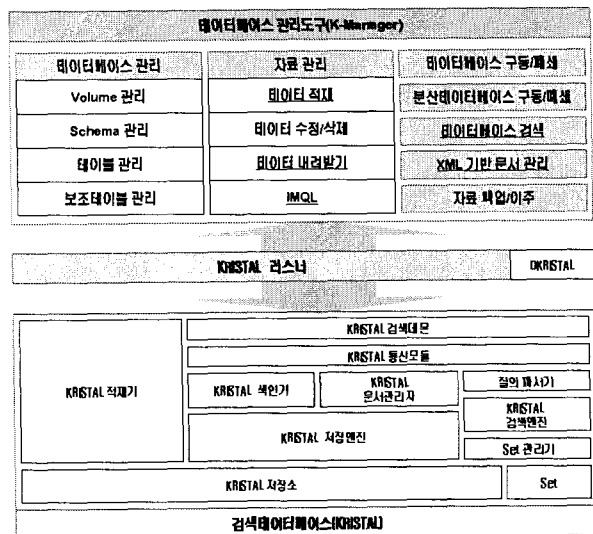 데이터베이스 관리도구(K-Manager)
데이터베이스 관리
자료 관리
데이터베이스 구동/폐쇄
Volume 관리
데이터 적재
분산데이터베이스 구동/폐쇄
Schema 관리
데이터 수정/삭제
데이터베이스 검색
테이블 관리
데이터 내려받기
XML 기반 문서 관리
보조테이블 관리
IMQL
자료 백업/이주
KRISTAL 리스너
DKRISTAL
KRISTAL 검색데몬
KRISTAL 통신모듈
KRISTAL 적재기
KRISTAL 색인기
KRISTAL
문서관리자
질의 파서기
KRISTAL
검색엔진
KRISTAL 저장엔진
Set 관리기
KRISTAL 저장소
Set
검색데이터베이스(KRISTAL)